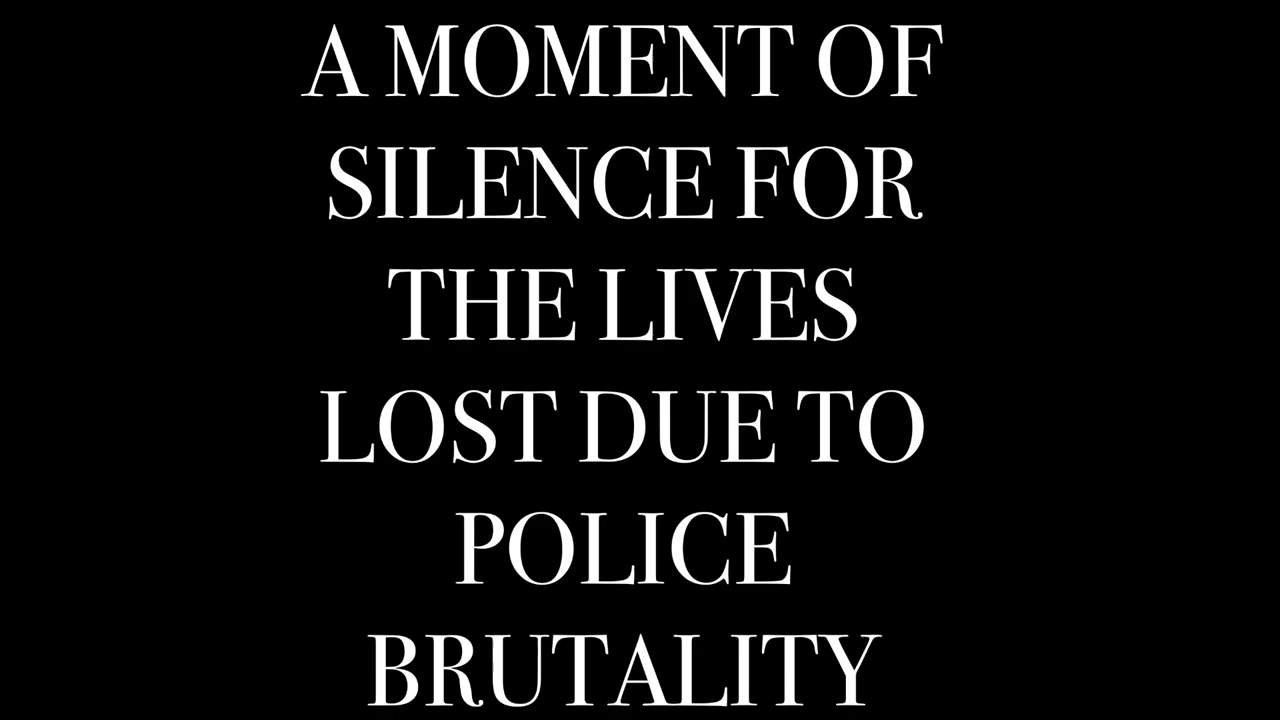 A MOMENT OF
SILENCE FOR
THE LIVES
LOST DUE TO
POLICE
BRUTALITY